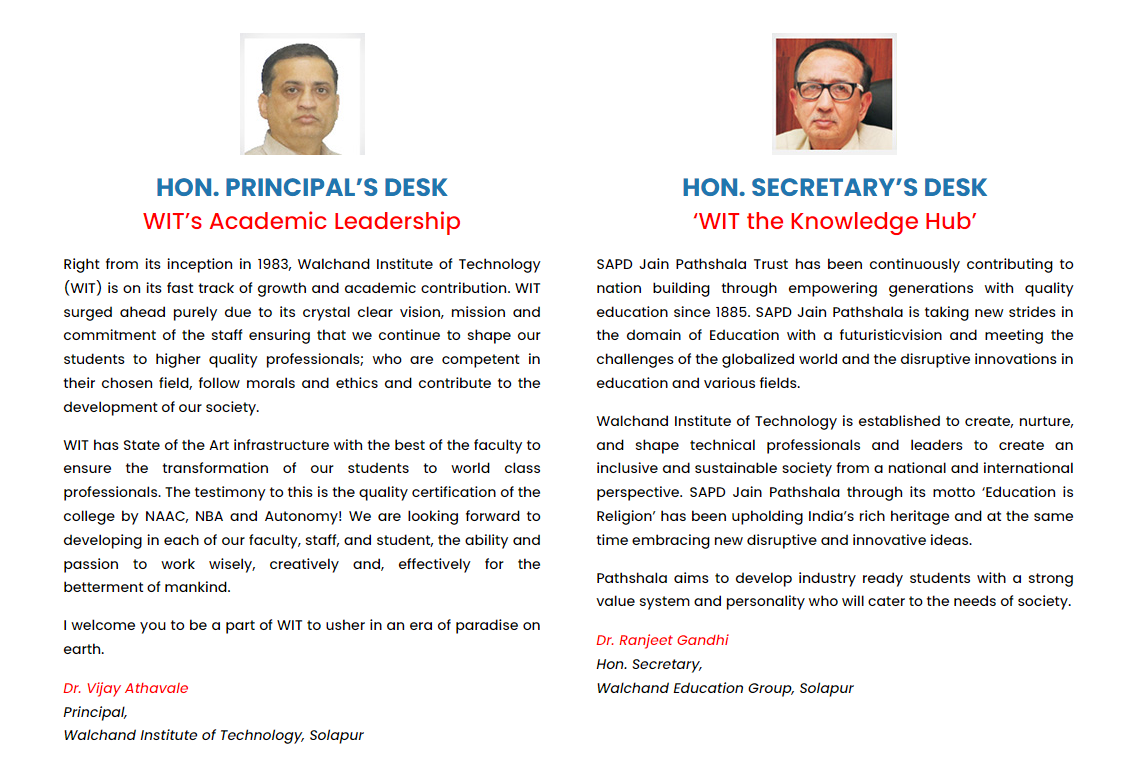 HON. PRINCIPAL’S DESK
WIT’s Academic Leadership
Right from its inception in 1983, Walchand Institute of Technology
(WIT) is on its fast track of growth and academic contribution. WIT
surged ahead purely due to its crystal clear vision, mission and
commitment of the staff ensuring that we continue to shape our
students to higher quality professionals; who are competent in
their chosen field, follow morals and ethics and contribute to the
development of our society.
WIT has State of the Art infrastructure with the best of the faculty to
ensure the transformation of our students to world class
professionals. The testimony to this is the quality certification of the
college by NAAC, NBA and Autonomy! We are looking forward to
developing in each of our faculty, staff, and student, the ability and
passion to work wisely, creatively and, effectively for the
betterment of mankind.
I welcome you to be a part of WIT to usher in an era of paradise on
earth.
Dr. Vijay Athavale
Principal,
Walchand Institute of Technology, Solapur
HON. SECRETARY’S DESK
‘WIT the Knowledge Hub’
SAPD Jain Pathshala Trust has been continuously contributing to
nation building through empowering generations with quality
education since 1885. SAPD Jain Pathshala is taking new strides in
the domain of Education with a futuristicvision and meeting the
challenges of the globalized world and the disruptive innovations in
education and various fields.
Walchand Institute of Technology is established to create, nurture,
and shape technical professionals and leaders to create an
inclusive and sustainable society from a national and international
perspective. SAPD Jain Pathshala through its motto ‘Education is
Religion’ has been upholding India’s rich heritage and at the same
time embracing new disruptive and innovative ideas.
Pathshala aims to develop industry ready students with a strong
value system and personality who will cater to the needs of society.
Dr. Ranjeet Gandhi
Hon. Secretary,
Walchand Education Group, Solapur